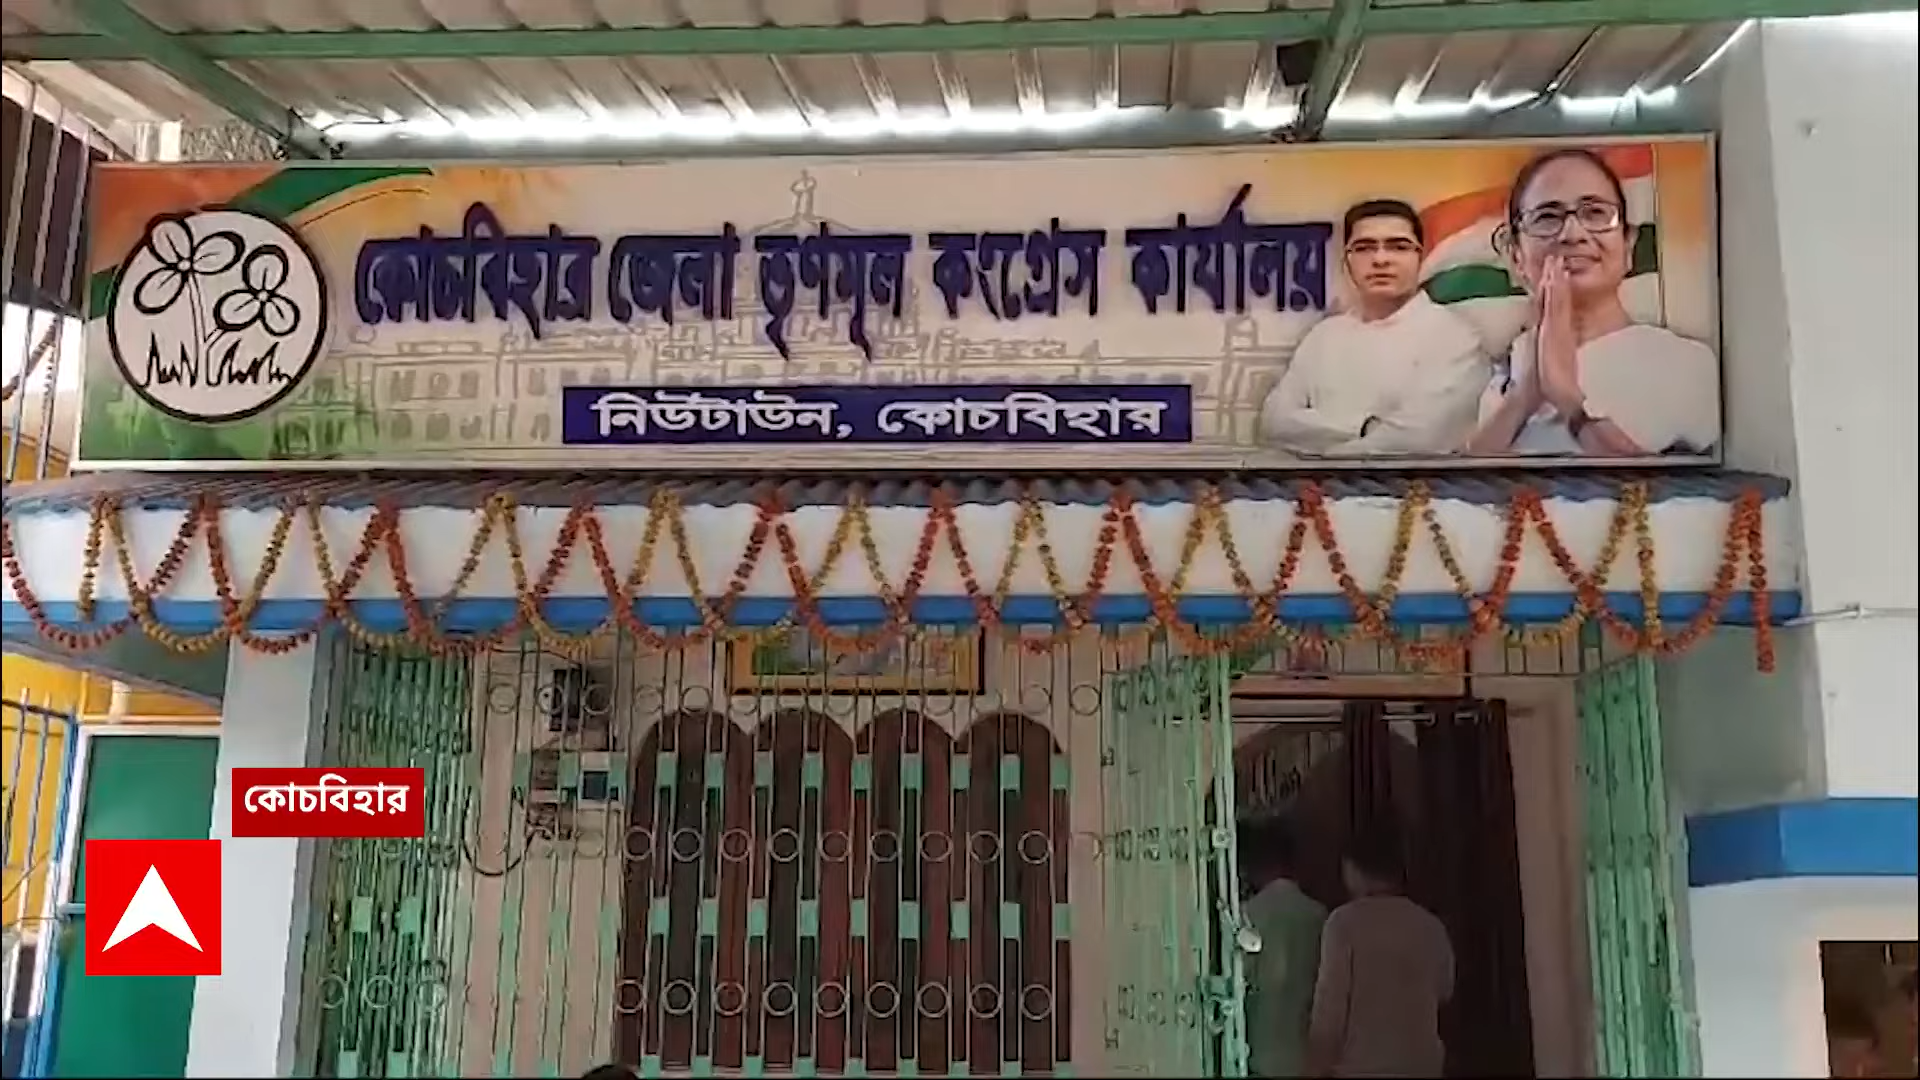 কোচবিহার জেলা তৃণমূল কংগ্রেস কার্যালয়
নিউটাউন, কোচবিহার
কোচবিহার